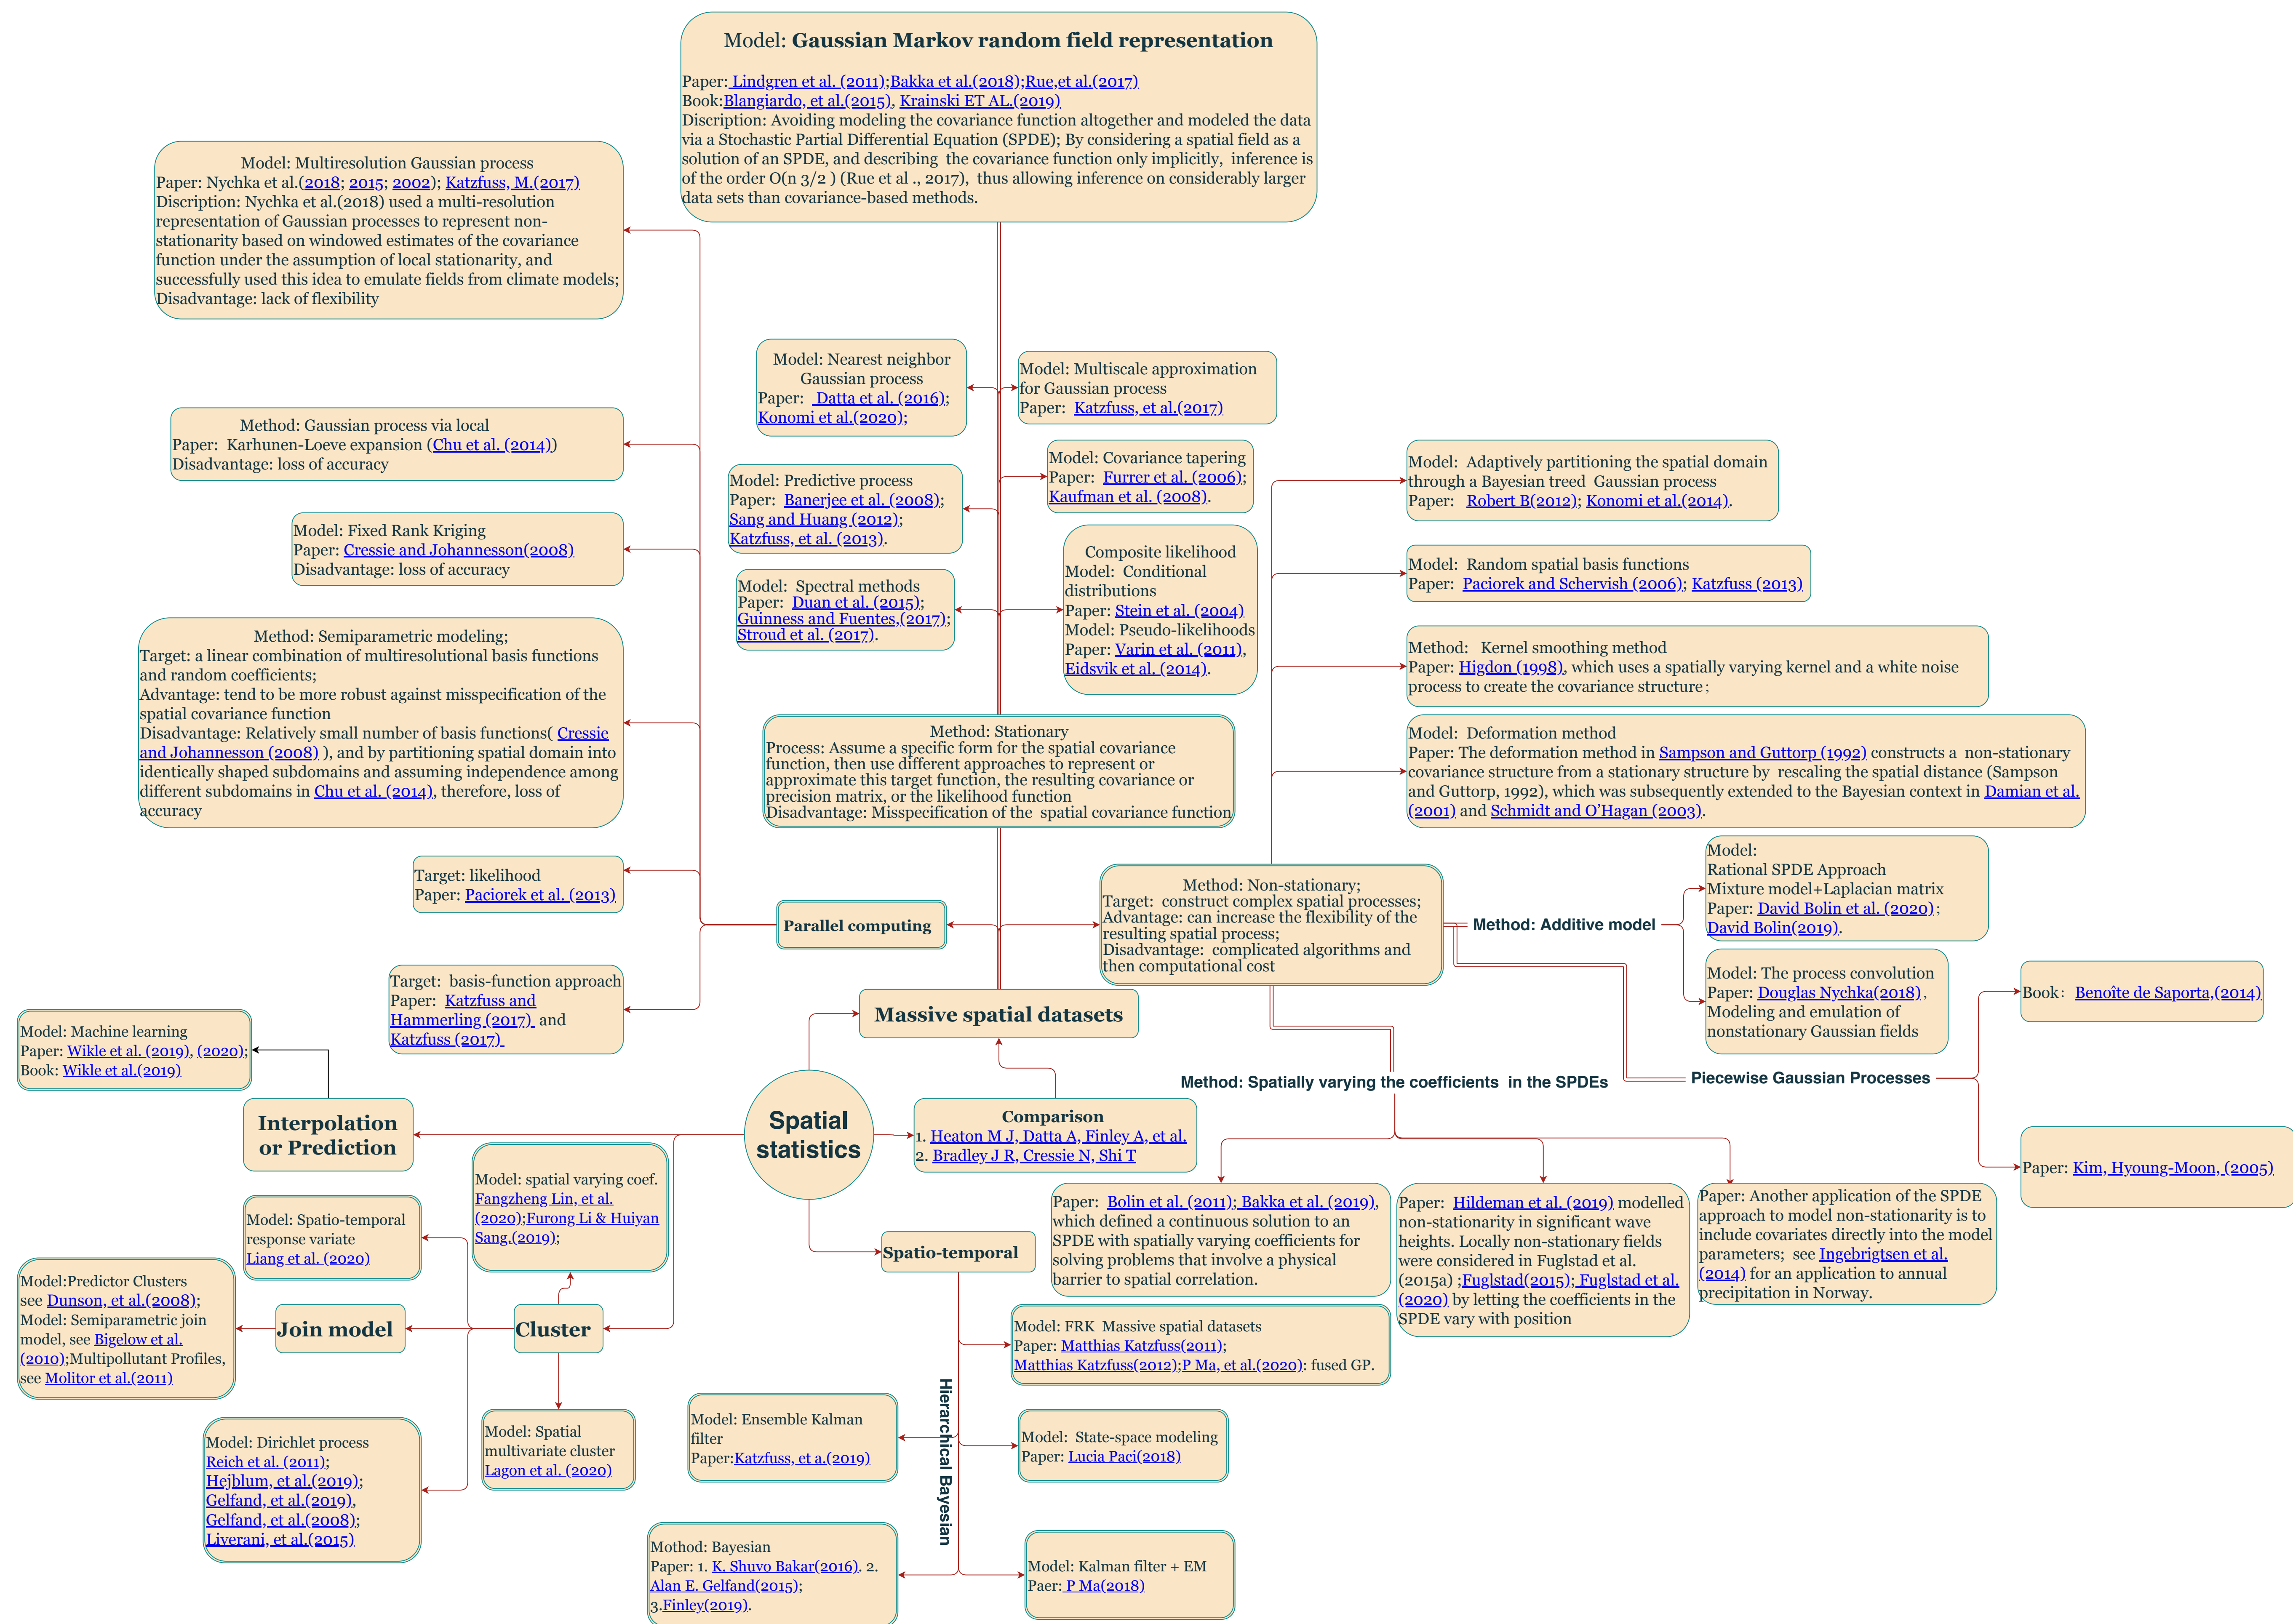 Model: Gaussian Markov random field representation
Paper: Lindgren et al. (2011);Bakka et al.(2018);Rue,et al.(2017)
Book:Blangiardo, et al.(2015), Krainski ET AL.(2019)
Discription: Avoiding modeling the covariance function altogether and modeled the data
via a Stochastic Partial Differential Equation (SPDE); By considering a spatial field as a
solution of an SPDE, and describing the covariance function only implicitly, inference is
of the order O(n 3/2 ) (Rue et al ., 2017), thus allowing inference on considerably larger
data sets than covariance-based methods.
Model: Multiresolution Gaussian process
Paper: Nychka et al.(2018; 2015; 2002); Katzfuss, M.(2017)
Discription: Nychka et al.(2018) used a multi-resolution
representation of Gaussian processes to represent non-
stationarity based on windowed estimates of the covariance
function under the assumption of local stationarity, and
successfully used this idea to emulate fields from climate models;
Disadvantage: lack of flexibility
Model: Nearest neighbor
Gaussian process
Paper: Datta et al. (2016);
Konomi et al.(2020);
Model: Multiscale approximation
for Gaussian process
Paper: Katzfuss, et al.(2017)
Method: Gaussian process via local
Paper: Karhunen-Loeve expansion (Chu et al. (2014))
Disadvantage: loss of accuracy
Model: Predictive process
Paper: Banerjee et al. (2008);
Sang and Huang (2012);
Katzfuss, et al. (2013).
Model: Covariance tapering
Paper: Furrer et al. (2006);
Kaufman et al. (2008).
Model: Adaptively partitioning the spatial domain
through a Bayesian treed Gaussian process
Paper: Robert B(2012); Konomi et al.(2014).
Model: Fixed Rank Kriging
Paper: Cressie and Johannesson(2008)
Disadvantage: loss of accuracy
Model: Spectral methods
Paper: Duan et al. (2015);
Guinness and Fuentes,(2017);
Stroud et al. (2017).
Composite likelihood
Model: Conditional
distributions
Paper: Stein et al. (2004)
Model: Pseudo-likelihoods
Paper: Varin et al. (2011),
Eidsvik et al. (2014).
Model: Random spatial basis functions
Paper: Paciorek and Schervish (2006); Katzfuss (2013)
Method: Semiparametric modeling;
Target: a linear combination of multiresolutional basis functions
and random coefficients;
Advantage: tend to be more robust against misspecification of the
spatial covariance function
Disadvantage: Relatively small number of basis functions( Cressie
and Johannesson (2008) ), and by partitioning spatial domain into
identically shaped subdomains and assuming independence among
different subdomains in Chu et al. (2014), therefore, loss of
accuracy
Method: Kernel smoothing method
Paper: Higdon (1998), which uses a spatially varying kernel and a white noise
process to create the covariance structure ;
Method: Stationary
Process: Assume a specific form for the spatial covariance
function, then use different approaches to represent or
approximate this target function, the resulting covariance or
precision matrix, or the likelihood function
Disadvantage: Misspecification of the spatial covariance function
Model: Deformation method
Paper: The deformation method in Sampson and Guttorp (1992) constructs a non-stationary
covariance structure from a stationary structure by rescaling the spatial distance (Sampson
and Guttorp, 1992), which was subsequently extended to the Bayesian context in Damian et al.
(2001) and Schmidt and O'Hagan (2003).
Target: likelihood
Paper: Paciorek et al. (2013)
Parallel computing
Method: Non-stationary;
Target: construct complex spatial processes;
Advantage: can increase the flexibility of the
resulting spatial process;
Disadvantage: complicated algorithms and
then computational cost
Method: Additive model
Model:
Rational SPDE Approach
Mixture model+Laplacian matrix
Paper: David Bolin et al. (2020) ;
David Bolin(2019).
Model: The process convolution
Paper: Douglas Nychka(2018) ,
Modeling and emulation of
nonstationary Gaussian fields
Target: basis-function approach
Paper: Katzfuss and
Hammerling (2017) and
Katzfuss (2017)
Massive spatial datasets
Book : Benoîte de Saporta,(2014)
Model: Machine learning
Paper: Wikle et al. (2019), (2020);
Book: Wikle et al.(2019)
Method: Spatially varying the coefficients in the SPDEs
Piecewise Gaussian Processes
Interpolation
or Prediction
Spatial
statistics
Comparison
1. Heaton M J, Datta A, Finley A, et al.
2. Bradley J R, Cressie N, Shi T
Paper: Kim, Hyoung-Moon, (2005)
Model: spatial varying coef.
Fangzheng Lin, et al.
(2020);Furong Li & Huiyan
Sang.(2019);
Model: Spatio-temporal
response variate
Liang et al. (2020)
Spatio-temporal
Paper: Bolin et al. (2011); Bakka et al. (2019),
which defined a continuous solution to an
SPDE with spatially varying coefficients for
solving problems that involve a physical
barrier to spatial correlation.
Paper: Hildeman et al. (2019) modelled
non-stationarity in significant wave
heights. Locally non-stationary fields
were considered in Fuglstad et al.
(2015a) ;Fuglstad(2015); Fuglstad et al.
(2020) by letting the coefficients in the
SPDE vary with position
Paper: Another application of the SPDE
approach to model non-stationarity is to
include covariates directly into the model
parameters; see Ingebrigtsen et al.
(2014) for an application to annual
precipitation in Norway.
Model:Predictor Clusters
see Dunson, et al.(2008);
Model: Semiparametric join
model, see Bigelow et al.
(2010);Multipollutant Profiles,
see Molitor et al.(2011)
Join model
Cluster
Model: FRK Massive spatial datasets
Paper: Matthias Katzfuss(2011);
Matthias Katzfuss(2012);P Ma, et al.(2020): fused GP.
Hierarchical Bayesian
Model: Dirichlet process
Reich et al. (2011);
Hejblum, et al.(2019);
Gelfand, et al.(2019),
Gelfand, et al.(2008);
Liverani, et al.(2015)
Model: Spatial
multivariate cluster
Lagon et al. (2020)
Model: Ensemble Kalman
filter
Paper:Katzfuss, et a.(2019)
Model: State-space modeling
Paper: Lucia Paci(2018)
Mothod: Bayesian
Paper: 1. K. Shuvo Bakar(2016). 2.
Alan E. Gelfand(2015);
3.Finley(2019).
Model: Kalman filter + EM
Paer: P Ma(2018)